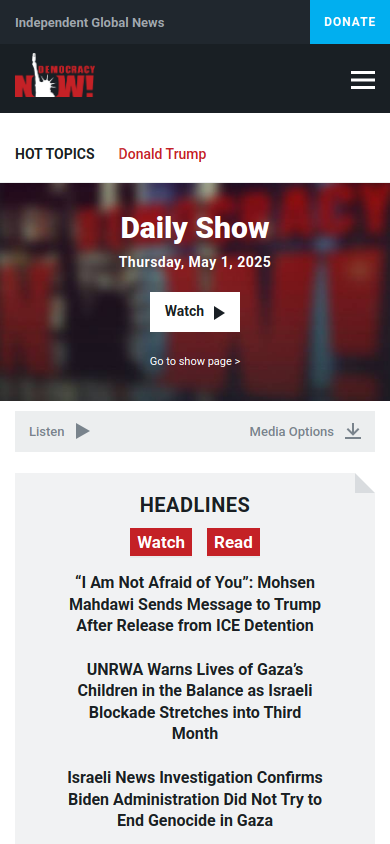 Independent Global News
DONATE
DEMOCRACY
NOW!
HOT TOPICS
Donald Trump
Daily Show
Thursday, May 1, 2025
Watch
Go to show page >
Listen
Media Options
HEADLINES
Watch
Read
“I Am Not Afraid of You”: Mohsen
Mahdawi Sends Message to Trump
After Release from ICE Detention
UNRWA Warns Lives of Gaza’s
Children in the Balance as Israeli
Blockade Stretches into Third
Month
Israeli News Investigation Confirms
Biden Administration Did Not Try to
End Genocide in Gaza